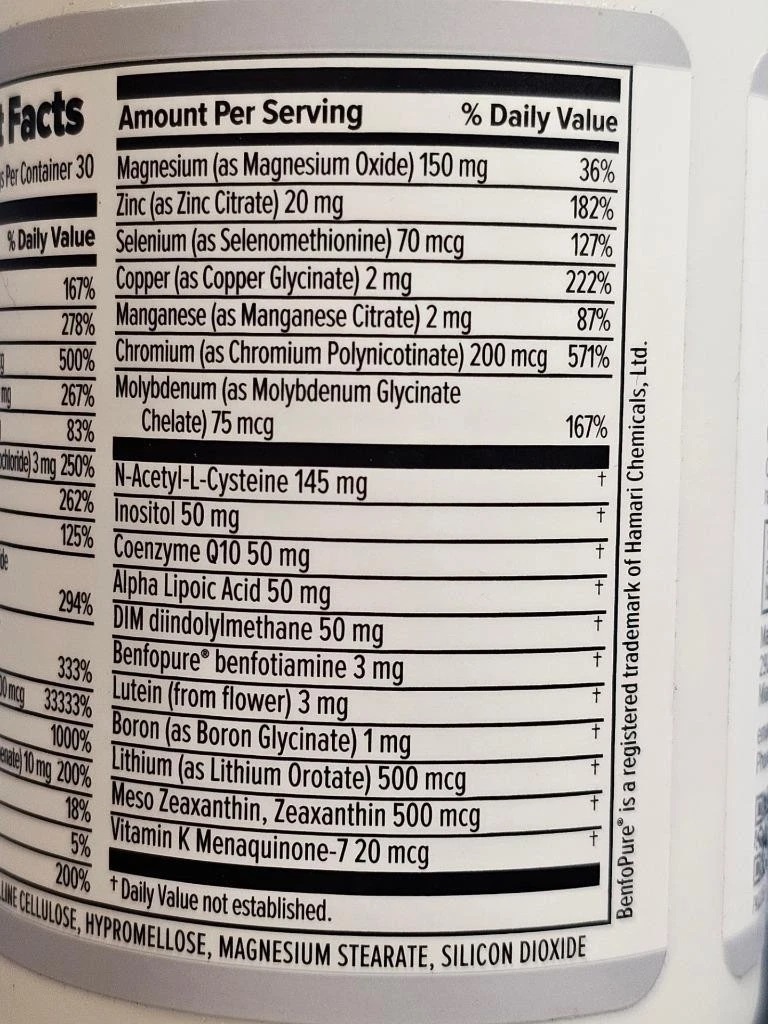 Facts
Per Container 30
% Daily Value
167%
278%
500%
mg 267%
83%
3 mg 250%
262%
125%
294%
333%
mcg 33333%
1000%
10 mg 200%
18%
5%
200%
Amount Per Serving % Daily Value
Magnesium (as Magnesium Oxide) 150 mg 36%
Zinc (as Zinc Citrate) 20 mg 182%
Selenium (as Selenomethionine) 70 mcg 127%
Copper (as Copper Glycinate) 2 mg 222%
Manganese (as Manganese Citrate) 2 mg 87%
Chromium (as Chromium Polynicotinate) 200 mcg 571%
Molybdenum (as Molybdenum Glycinate
Chelate) 75 mcg 167%
N-Acetyl-L-Cysteine 145 mg †
Inositol 50 mg †
Coenzyme Q10 50 mg †
Alpha Lipoic Acid 50 mg †
DIM diindolylmethane 50 mg †
Benfopure® benfotiamine 3 mg †
Lutein (from flower) 3 mg †
Boron (as Boron Glycinate) 1 mg †
Lithium (as Lithium Orotate) 500 mcg †
Meso Zeaxanthin, Zeaxanthin 500 mcg †
Vitamin K Menaquinone-7 20 mcg †
† Daily Value not established.
CELLULOSE, HYPROMELLOSE, MAGNESIUM STEARATE, SILICON DIOXIDE
BenfoPure® is a registered trademark of Hamari Chemicals, Ltd.